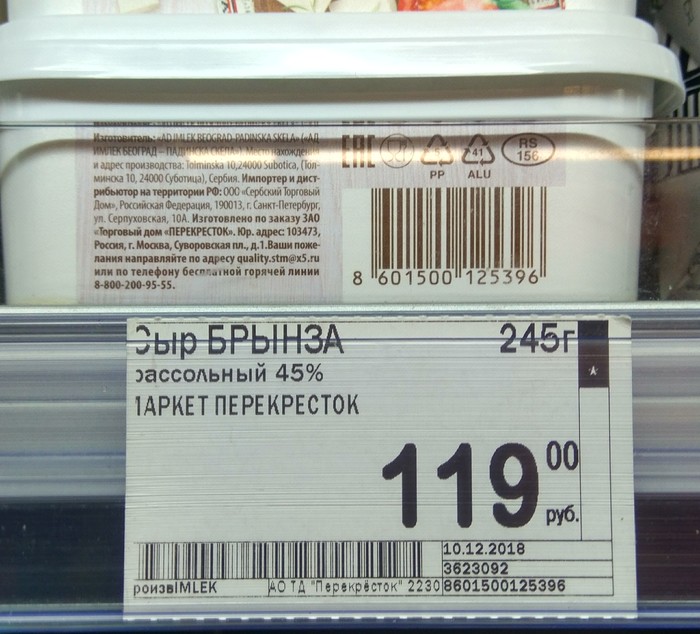 Изготовитель: «AD IMLEK BEOGRAD-PADINSKA SKELA» («АД
ИМЛЕК БЕОГРАД – ПАДИНСКА СКЕЛА»). Место нахождения
и адрес производства: Tolminska 10,24000 Subotica, (Тол-
минска 10, 24000 Суботица), Сербия. Импортер и дист-
рибьютор на территории РФ: ООО «Сербский Торговый
Дом», Российская Федерация, 190013, г. Санкт-Петербург,
ул. Серпуховская, 10А. Изготовлено по заказу ЗАО
«Торговый дом «ПЕРЕКРЕСТОК». Юр. адрес: 103473,
Россия, г. Москва, Суворовская пл., д.1.Ваши поже-
лания направляйте по адресу quality.stm@x5.ru
или по телефону бесплатной горячей линии
8-800-200-95-55.
EAC
PP
41
ALU
RS
156
8 601500 125396
Сыр БРЫНЗА 245г
рассольный 45%
МАРКЕТ ПЕРЕКРЕСТОК
*
119 00
руб.
10.12.2018
3623092
роизвIMLEK АО ТД "Перекрёсток" 2230 8601500125396